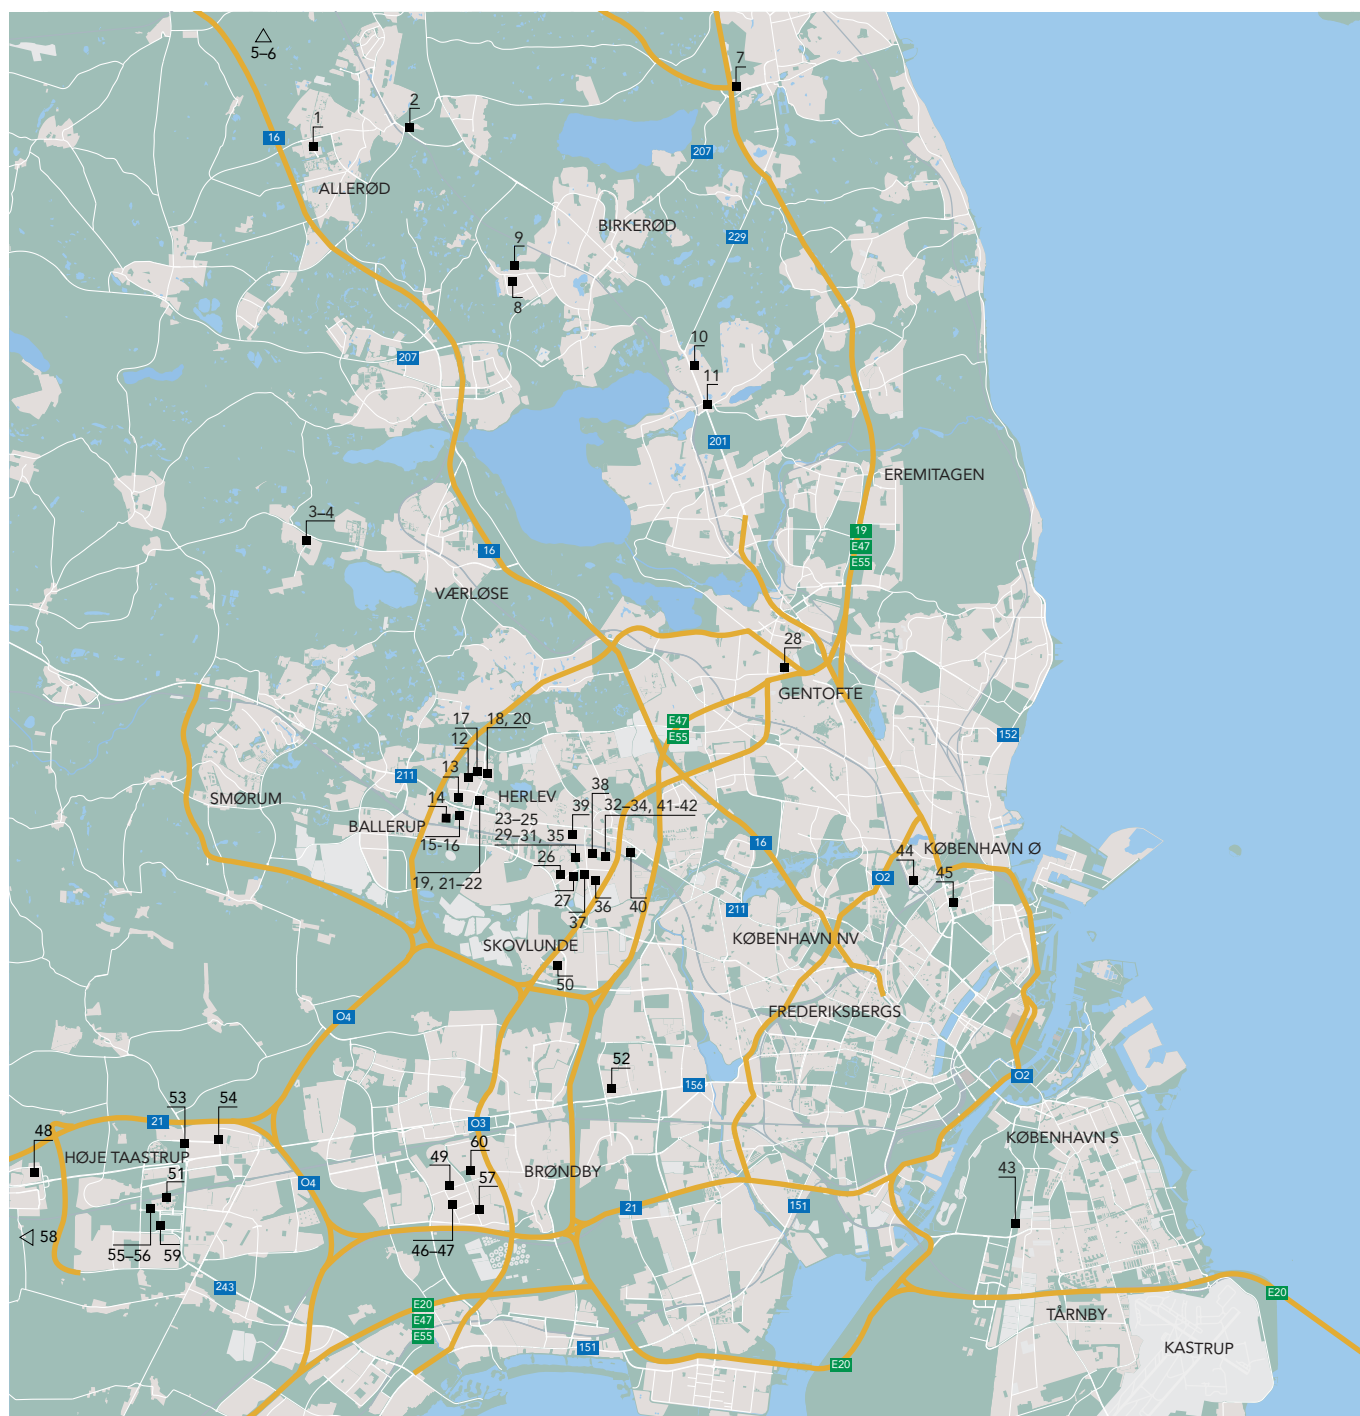 5–6
7
2
1
16
207
ALLERØD
BIRKERØD
229
9
8
10
207
11
201
EREMITAGEN
3–4
19
E47
E55
16
VÆRLØSE
28
GENTOFTE
17
18, 20
E47
E55
152
12
13
211
38
SMØRUM
14
HERLEV
39
32–34, 41-42
BALLERUP
23–25
29–31, 35
15-16
16
KØBENHAVN Ø
44
26
O2
45
19, 21–22
27
36
40
211
37
SKOVLUNDE
KØBENHAVN NV
50
FREDERIKSBERGS
O4
52
156
O2
53
54
21
O3
48
HØJE TAASTRUP
60
KØBENHAVN S
49
BRØNDBY
43
51
O4
57
21
151
58
55–56
59
46–47
243
E20
E47
E55
E20
TÅRNBY
151
KASTRUP
E20